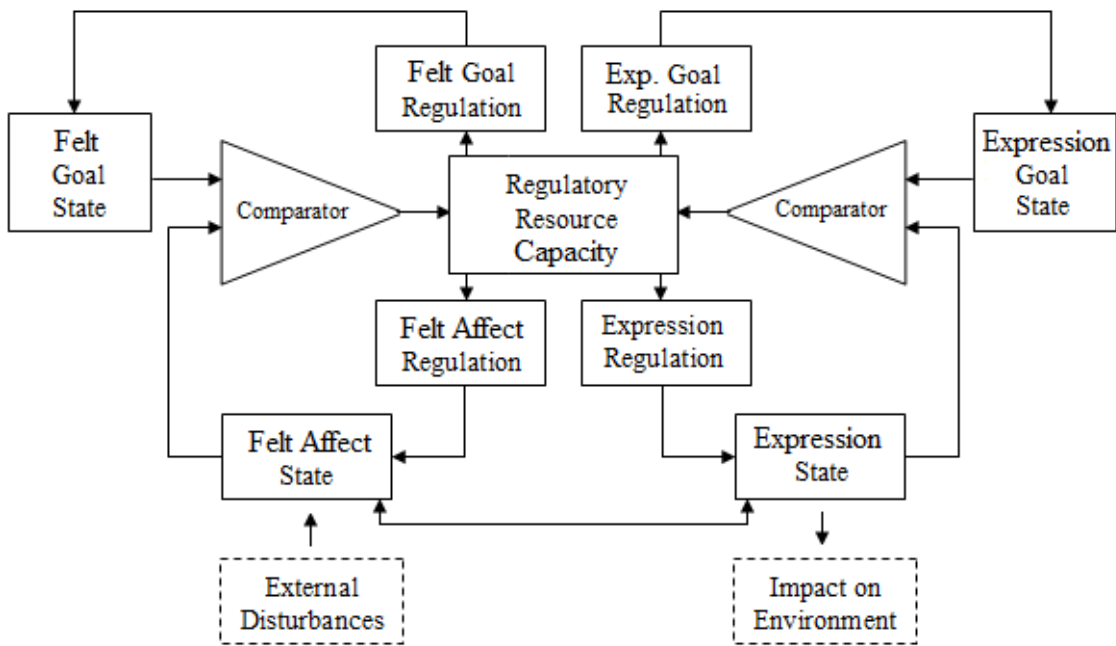 Felt Goal
Regulation
Exp. Goal
Regulation
Felt
Goal
State
Comparator
Regulatory
Resource
Capacity
Comparator
Expression
Goal
State
Felt Affect
Regulation
Expression
Regulation
Felt Affect
State
Expression
State
External
Disturbances
Impact on
Environment